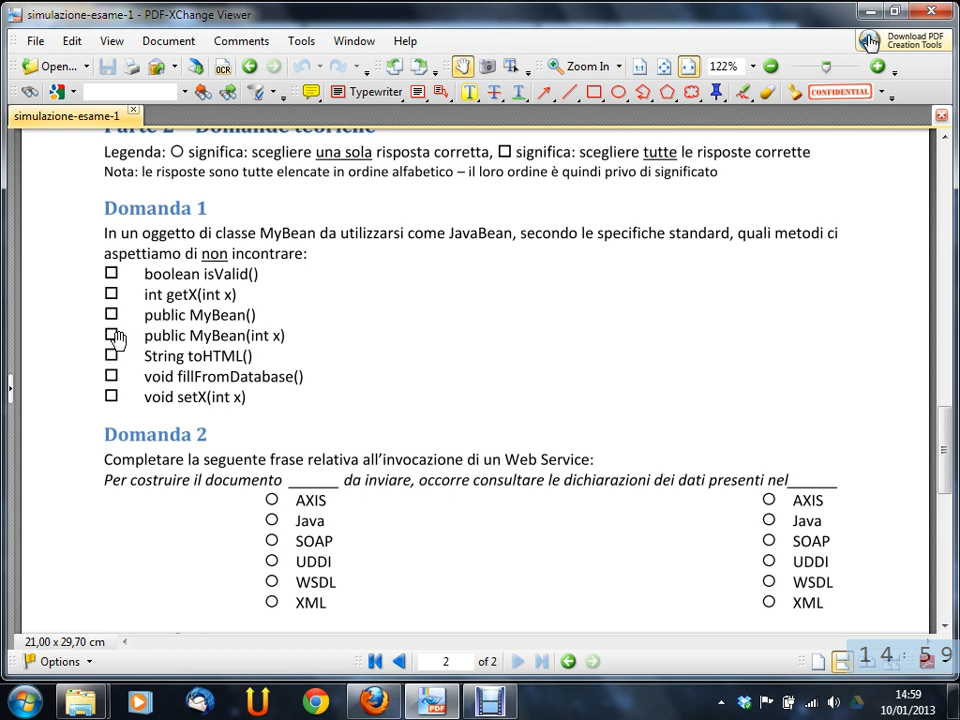 simulazione-esame-1 - PDF-XChange Viewer
File Edit View Document Comments Tools Window Help
Download PDF
Creation Tools
Open...
OCR
Zoom In
1:1
122%
Typewriter
T T T
CONFIDENTIAL
simulazione-esame-1
Parte 2 – Domande teoriche
Legenda: significa: scegliere una sola risposta corretta, significa: scegliere tutte le risposte corrette
Nota: le risposte sono tutte elencate in ordine alfabetico – il loro ordine è quindi privo di significato
Domanda 1
In un oggetto di classe MyBean da utilizzarsi come JavaBean, secondo le specifiche standard, quali metodi ci
aspettiamo di non incontrare:
boolean isValid()
int getX(int x)
public MyBean()
public MyBean(int x)
String toHTML()
void fillFromDatabase()
void setX(int x)
Domanda 2
Completare la seguente frase relativa all’invocazione di un Web Service:
Per costruire il documento ______ da inviare, occorre consultare le dichiarazioni dei dati presenti nel______
AXIS AXIS
Java Java
SOAP SOAP
UDDI UDDI
WSDL WSDL
XML XML
21,00 x 29,70 cm
Options
2 of 2
14:59
PDF
14:59
10/01/2013